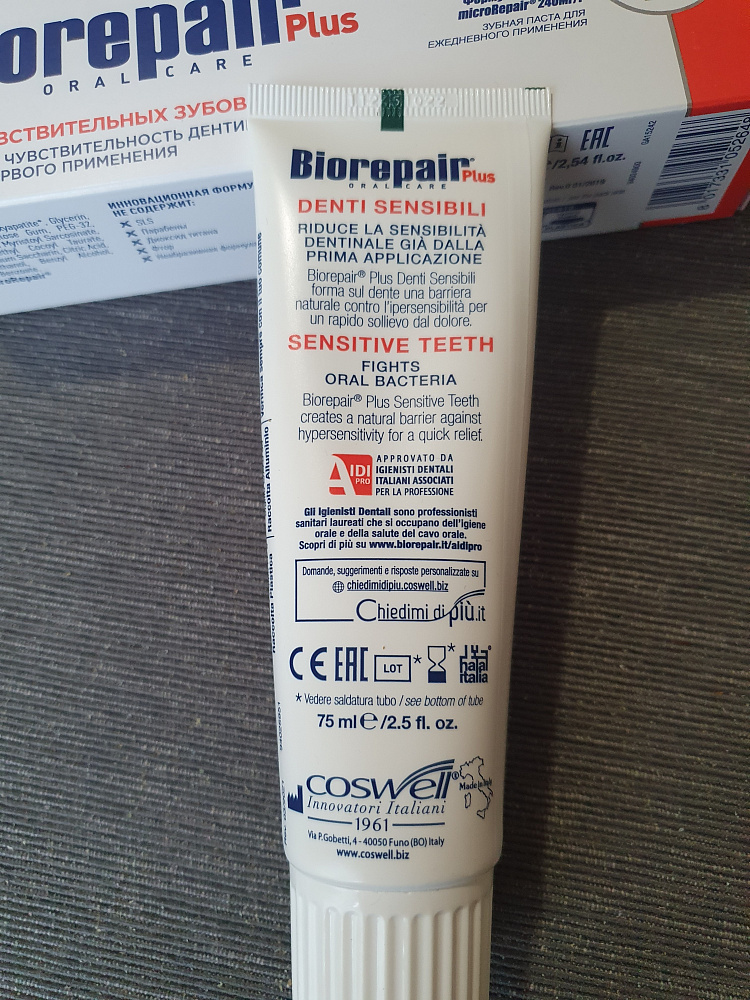 orepair Plus
ORAL CARE
microRepair®
ЗУБНАЯ ПАСТА ДЛЯ
ЕЖЕДНЕВНОГО ПРИМЕНЕНИЯ
ВСТВИТЕЛЬНЫХ ЗУБОВ
ЧУВСТВИТЕЛЬНОСТЬ ДЕНТИ
РВОГО ПРИМЕНЕНИЯ
ИННОВАЦИОННАЯ ФОРМУ
НЕ СОДЕРЖИТ:
SLS
Парабены
Диоксид титана
Фтор
EAC
/2,54 fl.oz.
Biorepair® Plus
ORAL CARE
DENTI SENSIBILI
RIDUCE LA SENSIBILITÀ
DENTINALE GIÀ DALLA
PRIMA APPLICAZIONE
Biorepair® Plus Denti Sensibili
forma sul dente una barriera
naturale contro l'ipersensibilità per
un rapido sollievo dal dolore.
SENSITIVE TEETH
FIGHTS
ORAL BACTERIA
Biorepair® Plus Sensitive Teeth
creates a natural barrier against
hypersensitivity for a quick relief.
AIDI
PRO
APPROVATO DA
IGIENISTI DENTALI
ITALIANI ASSOCIATI
PER LA PROFESSIONE
Gli Igienisti Dentali sono professionisti
sanitari laureati che si occupano dell'igiene
orale e della salute del cavo orale.
Scopri di più su www.biorepair.it/aidipro
Domande, suggerimenti e risposte personalizzate su
chiedimidipiu.coswell.biz
Chiedimi di più.it
CE EAC LOT * * halal italia
* Vedere saldatura tubo / see bottom of tube
75 ml e /2.5 fl. oz.
coswell®
Innovatori Italiani
1961
Made in Italy
Via P.Gobetti, 4 - 40050 Funo (BO) Italy
www.coswell.biz
Raccolta Alluminio
Raccolta Plastica